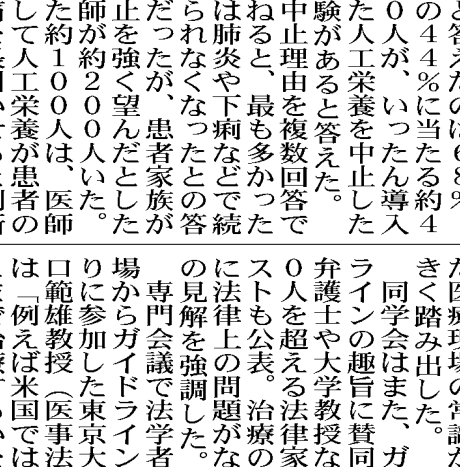 と答えたのは68%
の44%に当たる約4
0人が、いったん導入
た人工栄養を中止した
験があると答えた。
中止理由を複数回答で
ねると、最も多かった
は肺炎や下痢などで続
られなくなったとの答
だったが、患者家族が
止を強く望んだとした
師が約200人いた。
た約100人は、医師
して人工栄養が患者の
た医療現場の常識が
きく踏み出した。
同学会はまた、ガ
ラインの趣旨に賛同
弁護士や大学教授な
0人を超える法律家
ストも公表。治療の
に法律上の問題がな
の見解を強調した。
専門会議で法学者
場からガイドライン
りに参加した東京大
口範雄教授（医事法
は「例えば米国では